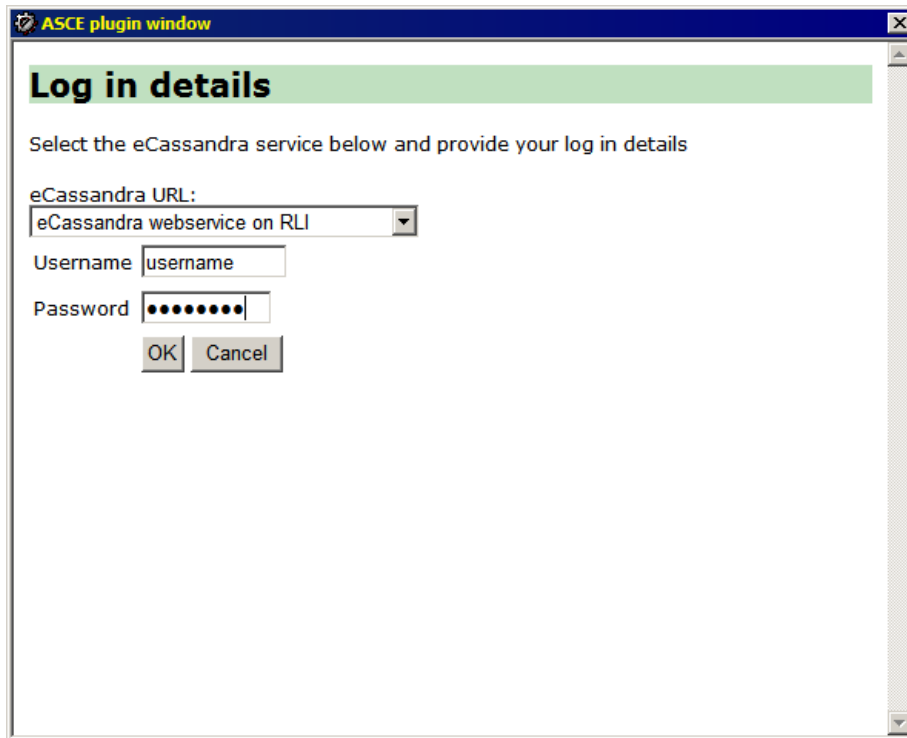 ASCE plugin window
Log in details
Select the eCassandra service below and provide your log in details
eCassandra URL:
eCassandra webservice on RLI
Username username
Password ●●●●●●●●
OK Cancel